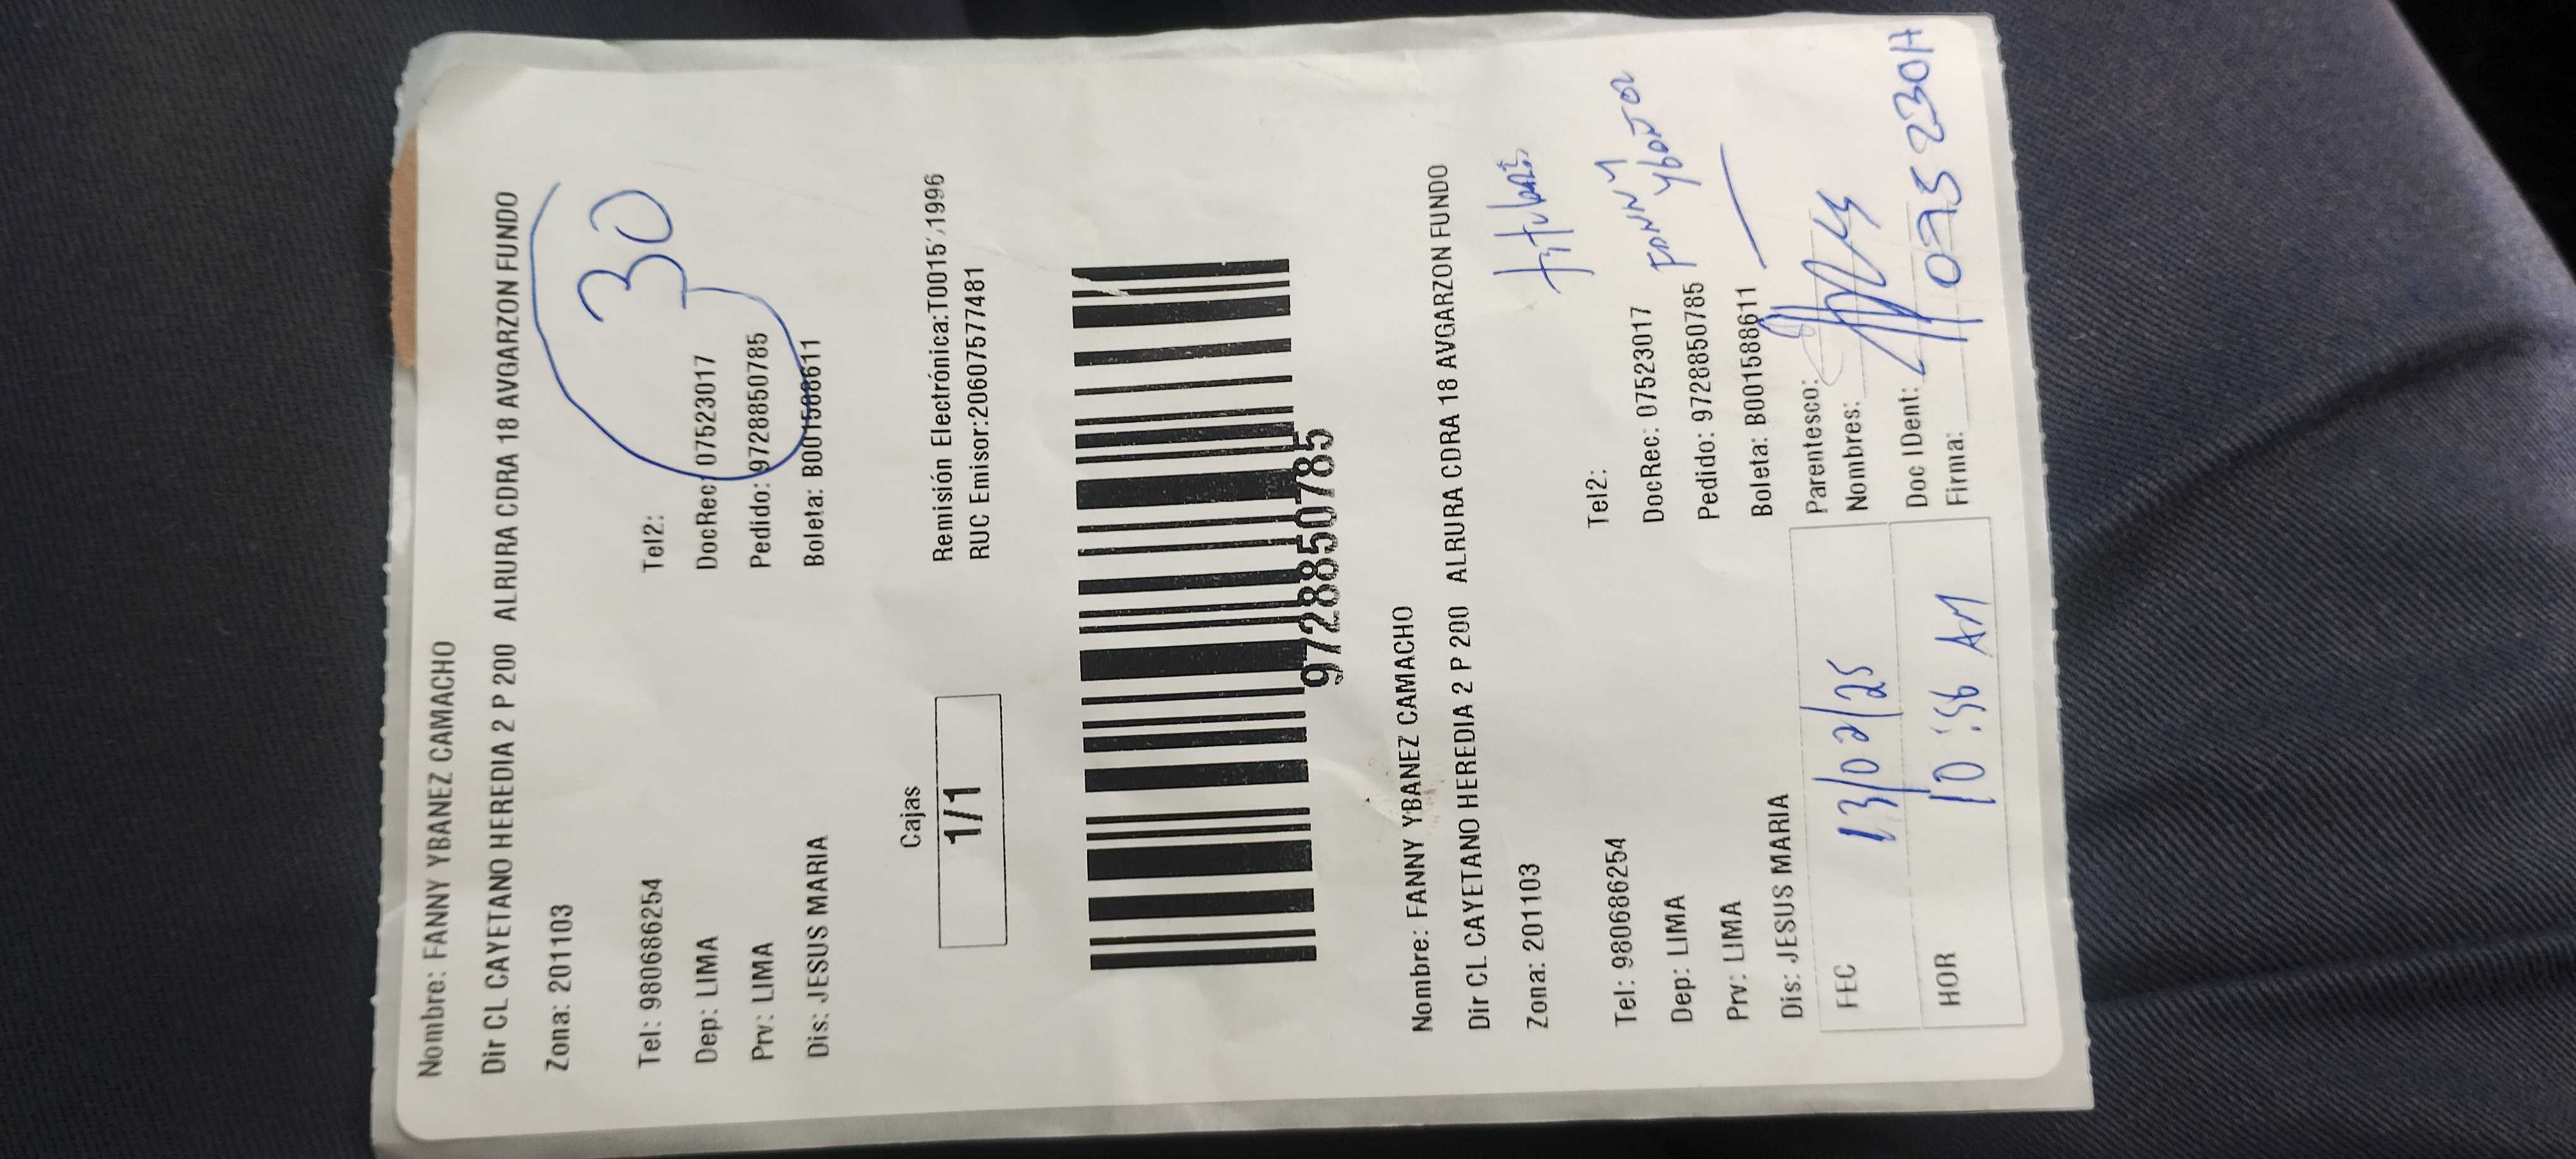 Nombre: FANNY YBANEZ CAMACHO
Dir CL CAYETANO HEREDIA 2 P 200 ALRURA CDRA 18 AVGARZON FUNDO
Zona: 201103
30
Tel: 980686254 Tel2:
Dep: LIMA DocRec: 07523017
Prv: LIMA Pedido: 9728850785
Dis: JESUS MARIA Boleta: B001588611
Cajas
1/1
Remisión Electrónica:T0015
1996
RUC Emisor:20607577481
9728850785
Nombre: FANNY YBANEZ CAMACHO
Dir CL CAYETANO HEREDIA 2 P 200 ALRURA CDRA 18 AVGARZON FUNDO
Zona: 201103
Tel: 980686254 Tel2:
Dep: LIMA DocRec: 07523017
Prv: LIMA Pedido: 9728850785
Dis: JESUS MARIA Boleta: B001588611
FEC 13/02/25
HOR 10:56 AM
Parentesco:
Nombres:
Doc IDent:
Firma: